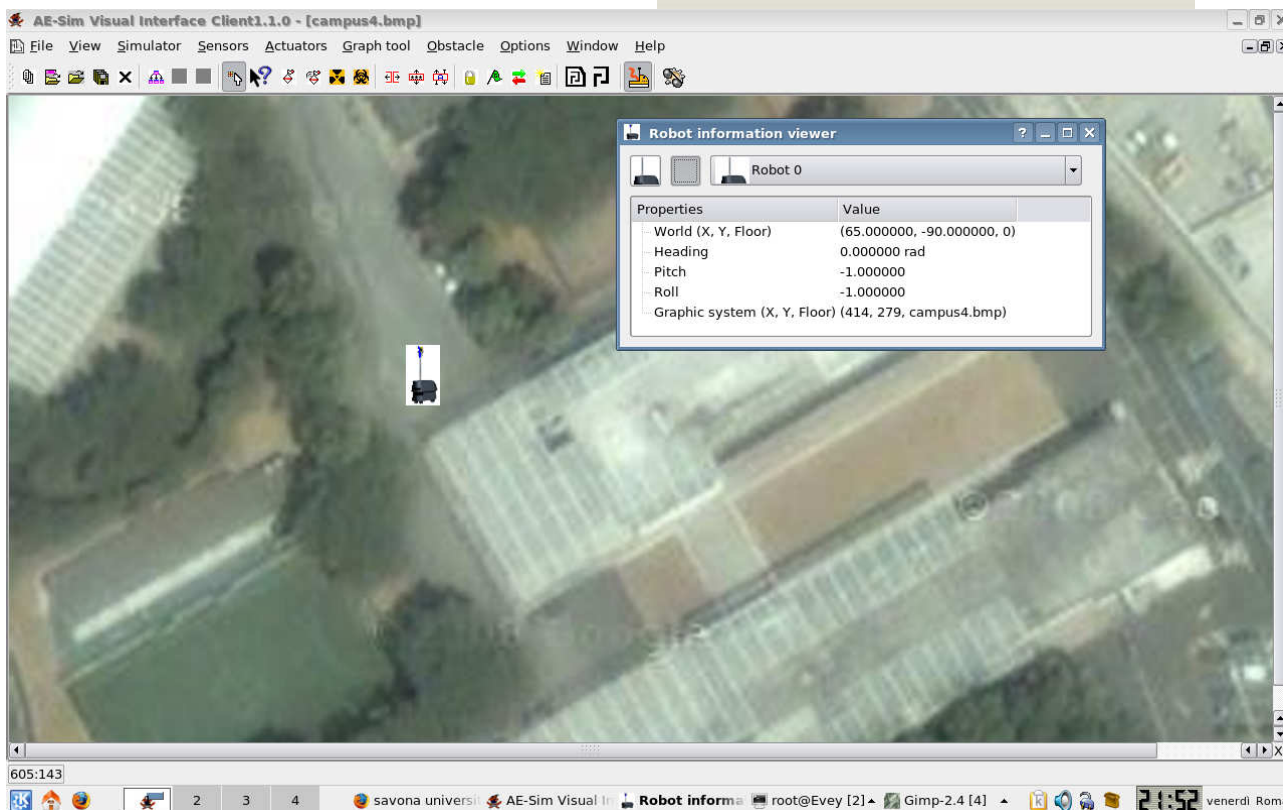 AE-Sim Visual Interface Client1.1.0 - [campus4.bmp]
File View Simulator Sensors Actuators Graph tool Obstacle Options Window Help
Robot information viewer
Robot 0
Properties Value
World (X, Y, Floor) (65.000000, -90.000000, 0)
Heading 0.000000 rad
Pitch -1.000000
Roll -1.000000
Graphic system (X, Y, Floor) (414, 279, campus4.bmp)
605:143
2 3 4 savona universi AE-Sim Visual In Robot informa root@Evey [2] Gimp-2.4 [4] 21:52 venerdì Rom